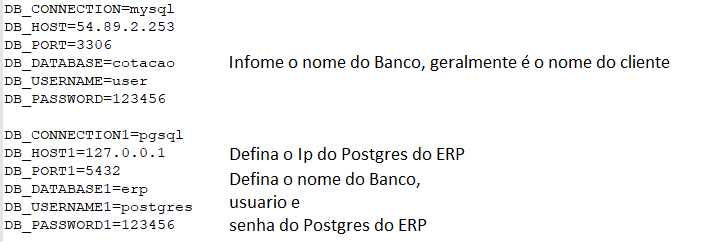 DB_CONNECTION=mysql
DB_HOST=54.89.2.253
DB_PORT=3306
DB_DATABASE=cotacao Infome o nome do Banco, geralmente é o nome do cliente
DB_USERNAME=user
DB_PASSWORD=123456
DB_CONNECTION1=pgsql
DB_HOST1=127.0.0.1 Defina o Ip do Postgres do ERP
DB_PORT1=5432
DB_DATABASE1=erp Defina o nome do Banco,
DB_USERNAME1=postgres usuario e
DB_PASSWORD1=123456 senha do Postgres do ERP